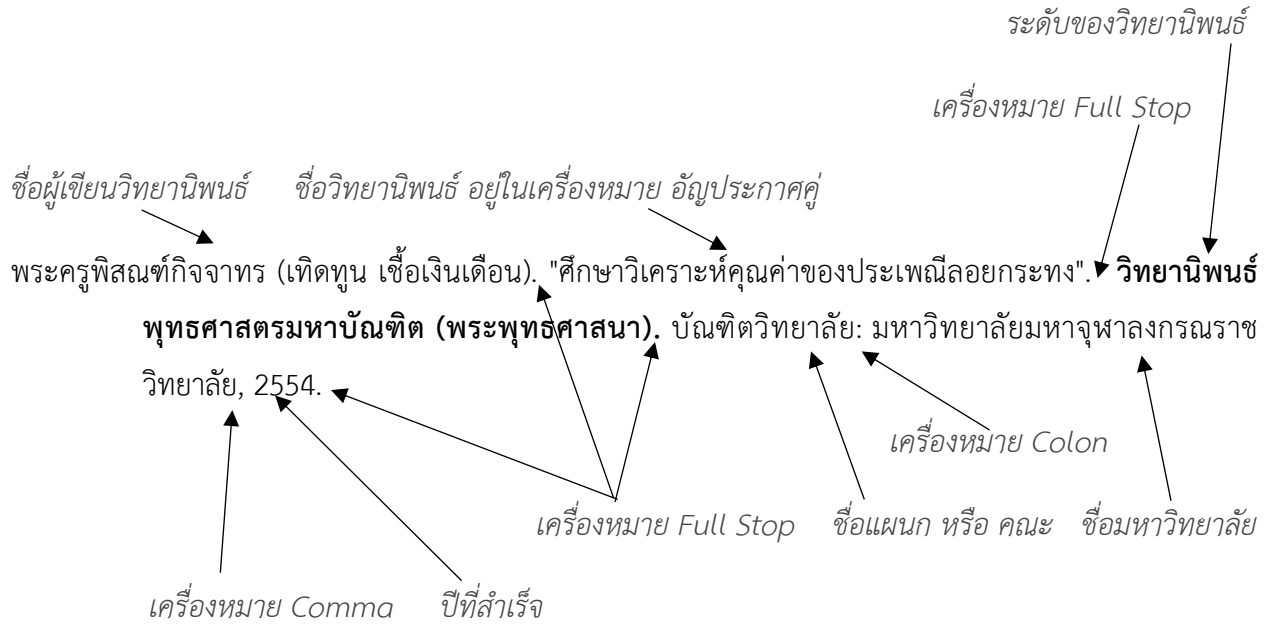 ระดับของวิทยานิพนธ์
เครื่องหมาย Full Stop
ชื่อผู้เขียนวิทยานิพนธ์ ชื่อวิทยานิพนธ์ อยู่ในเครื่องหมาย อัญประกาศคู่
พระครูพิสณฑ์กิจจาทร (เทิดทูน เชื้อเงินเดือน). "ศึกษาวิเคราะห์คุณค่าของประเพณีลอยกระทง". วิทยานิพนธ์
พุทธศาสตรมหาบัณฑิต (พระพุทธศาสนา). บัณฑิตวิทยาลัย: มหาวิทยาลัยมหาจุฬาลงกรณราช
วิทยาลัย, 2554.
เครื่องหมาย Colon
เครื่องหมาย Full Stop ชื่อแผนก หรือ คณะ ชื่อมหาวิทยาลัย
เครื่องหมาย Comma ปีที่สำเร็จ